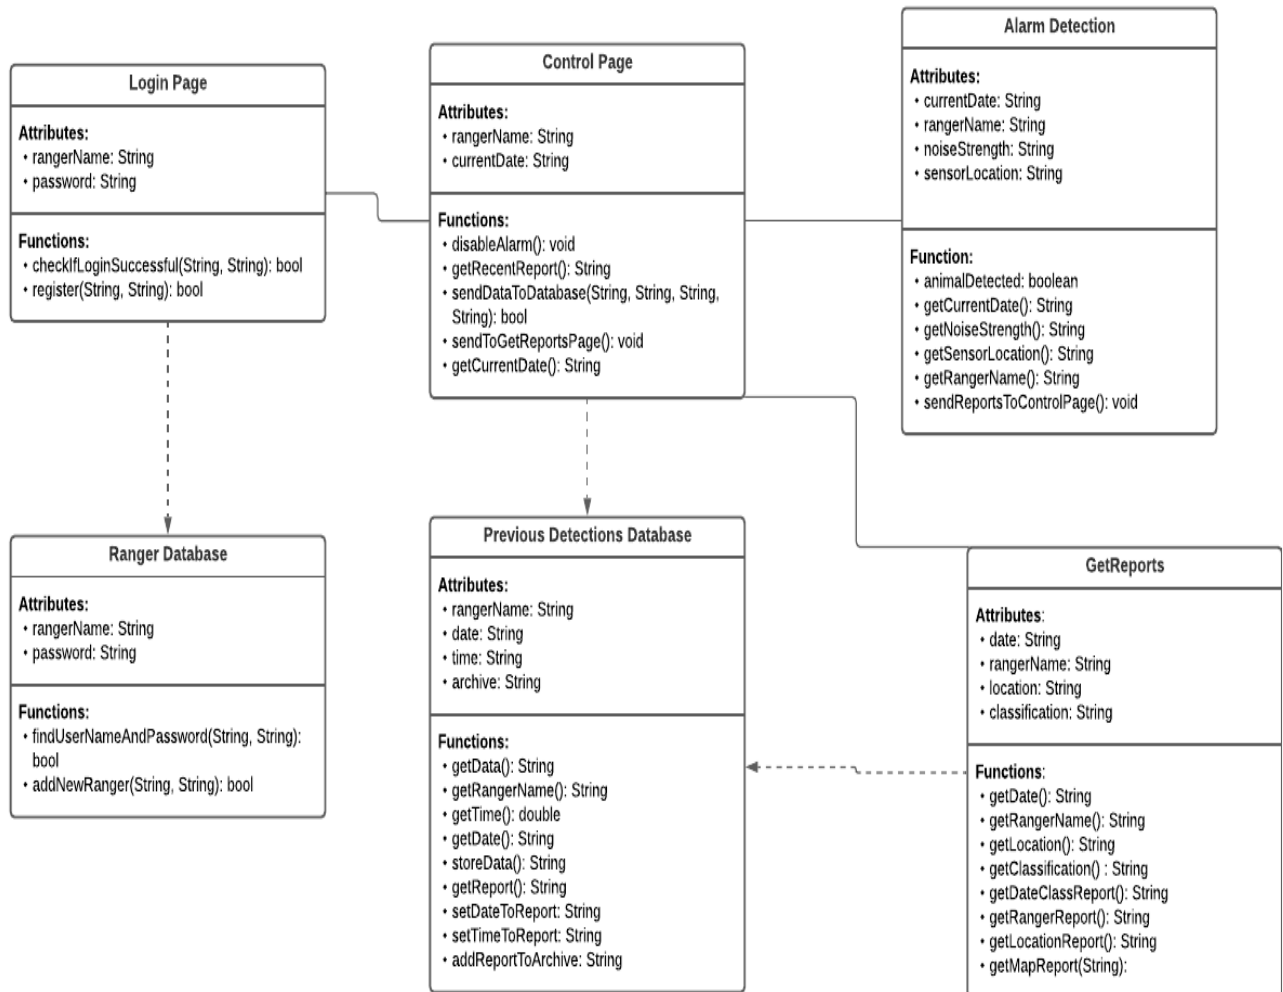 Login Page
Attributes:
• rangerName: String
• password: String
Functions:
• checkIfLoginSuccessful(String, String): bool
• register(String, String): bool
Control Page
Attributes:
• rangerName: String
• currentDate: String
Functions:
• disableAlarm(): void
• getRecentReport(): String
• sendDataToDatabase(String, String, String,
String): bool
• sendToGetReportsPage(): void
• getCurrentDate(): String
Alarm Detection
Attributes:
• currentDate: String
• rangerName: String
• noiseStrength: String
• sensorLocation: String
Function:
• animalDetected: boolean
• getCurrentDate(): String
• getNoiseStrength(): String
• getSensorLocation(): String
• getRangerName(): String
• sendReportsToControlPage(): void
Ranger Database
Attributes:
• rangerName: String
• password: String
Functions:
• findUserNameAndPassword(String, String):
bool
• addNewRanger(String, String): bool
Previous Detections Database
Attributes:
• rangerName: String
• date: String
• time: String
• archive: String
Functions:
• getData(): String
• getRangerName(): String
• getTime(): double
• getDate(): String
• storeData(): String
• getReport(): String
• setDateToReport: String
• setTimeToReport: String
• addReportToArchive: String
GetReports
Attributes:
• date: String
• rangerName: String
• location: String
• classification: String
Functions:
• getDate(): String
• getRangerName(): String
• getLocation(): String
• getClassification() : String
• getDateClassReport(): String
• getRangerReport(): String
• getLocationReport(): String
• getMapReport(String):